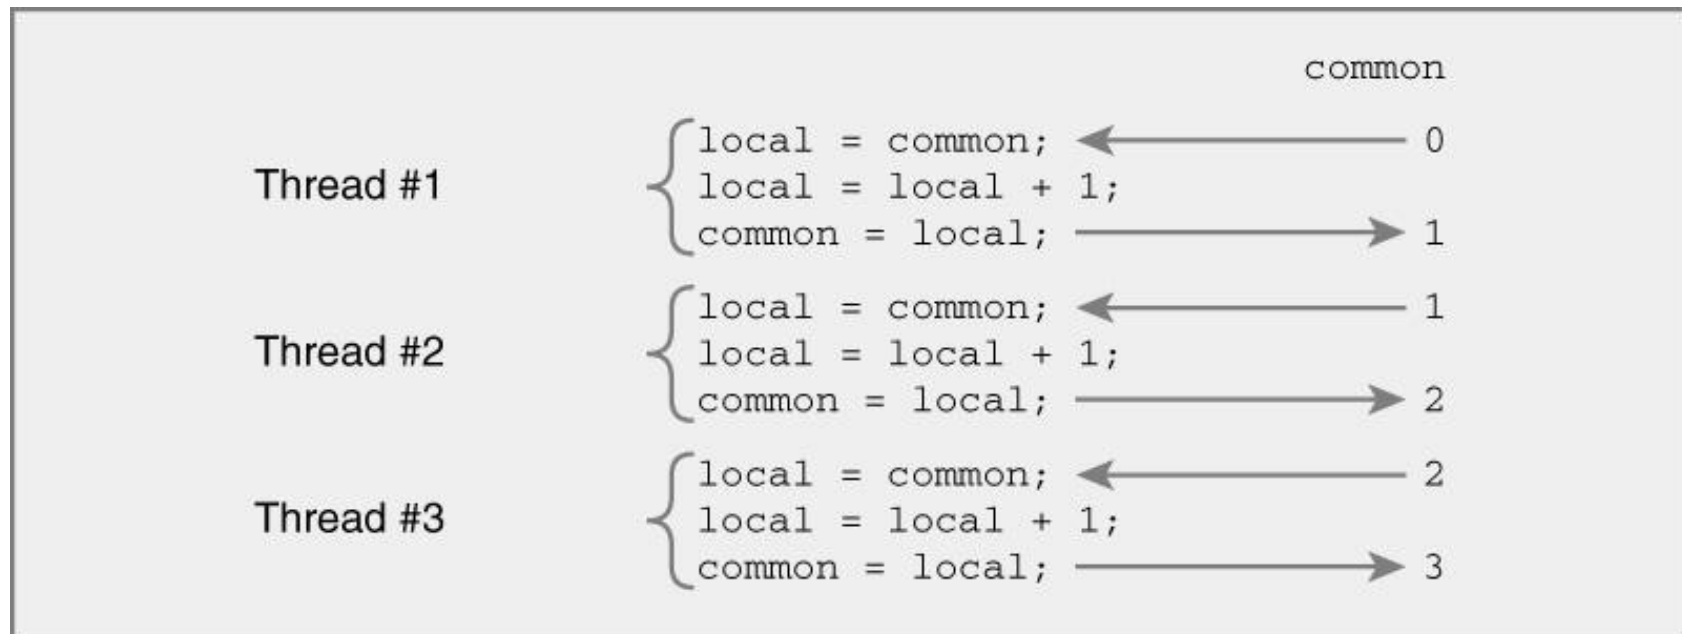 common
local = common; 0
Thread #1 local = local + 1;
common = local; 1
local = common; 1
Thread #2 local = local + 1;
common = local; 2
local = common; 2
Thread #3 local = local + 1;
common = local; 3